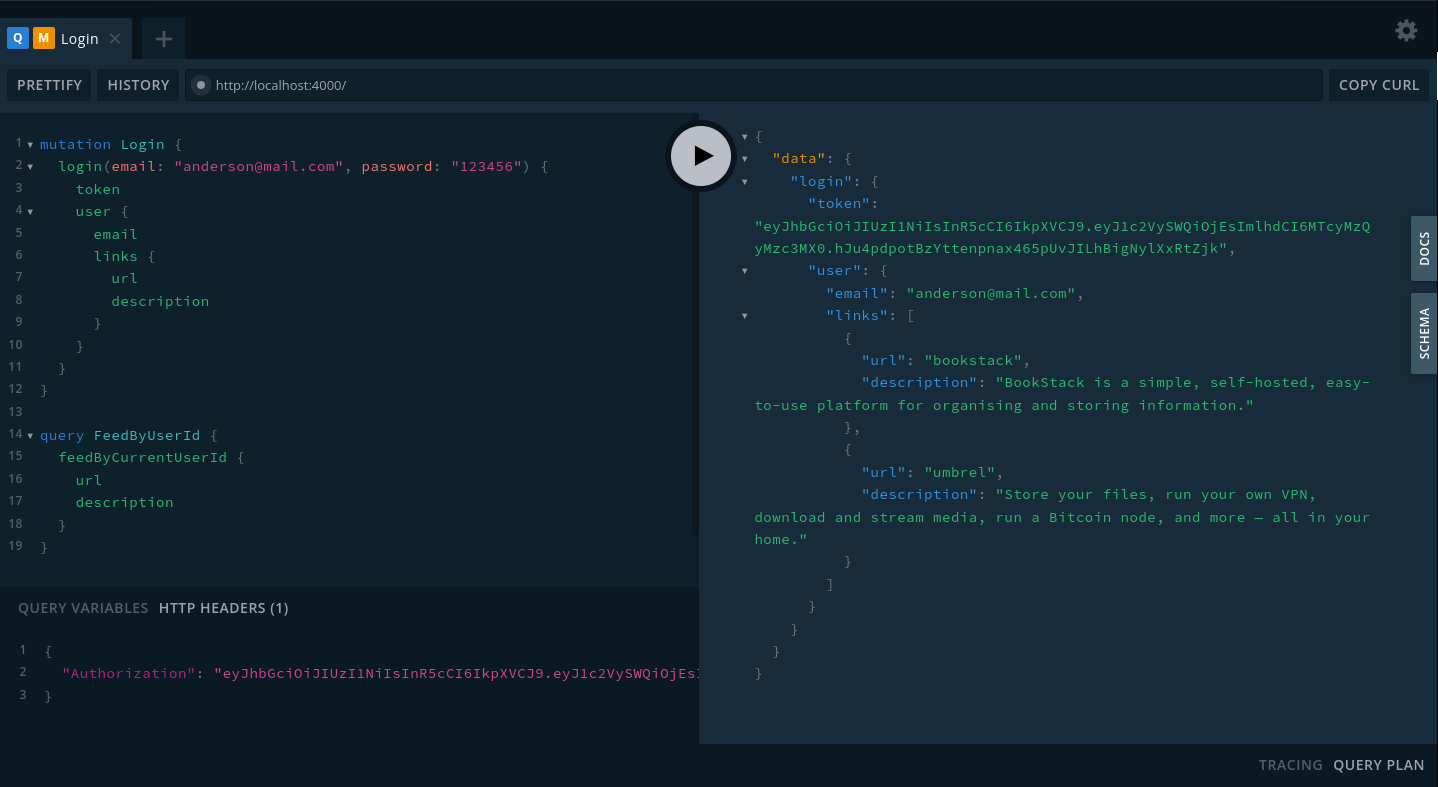 Q M Login ×
PRETTIFY HISTORY http://localhost:4000/ COPY CURL
1 mutation Login {
2 login(email: "anderson@mail.com", password: "123456") {
3 token
4 user {
5 email
6 links {
7 url
8 description
9 }
10 }
11 }
12 }
13
14 query FeedByUserId {
15 feedByCurrentUserId {
16 url
17 description
18 }
19 }
QUERY VARIABLES HTTP HEADERS (1)
1 {
2 "Authorization": "eyJhbGciOiJIUzI1NiIsInR5cCI6IkpXVCJ9.eyJ1c2VySWQiOjEsI
3 }
{
"data": {
"login": {
"token":
"eyJhbGciOiJIUzI1NiIsInR5cCI6IkpXVCJ9.eyJ1c2VySWQiOjEsImlhdCI6MTcyMzQ
yMzc3MX0.hJu4pdpotBzYttenpnax465pUvJILhBigNylXxRtZjk",
"user": {
"email": "anderson@mail.com",
"links": [
{
"url": "bookstack",
"description": "BookStack is a simple, self-hosted, easy-
to-use platform for organising and storing information."
},
{
"url": "umbrel",
"description": "Store your files, run your own VPN,
download and stream media, run a Bitcoin node, and more — all in your
home."
}
]
}
}
}
}
DOCS
SCHEMA
TRACING QUERY PLAN